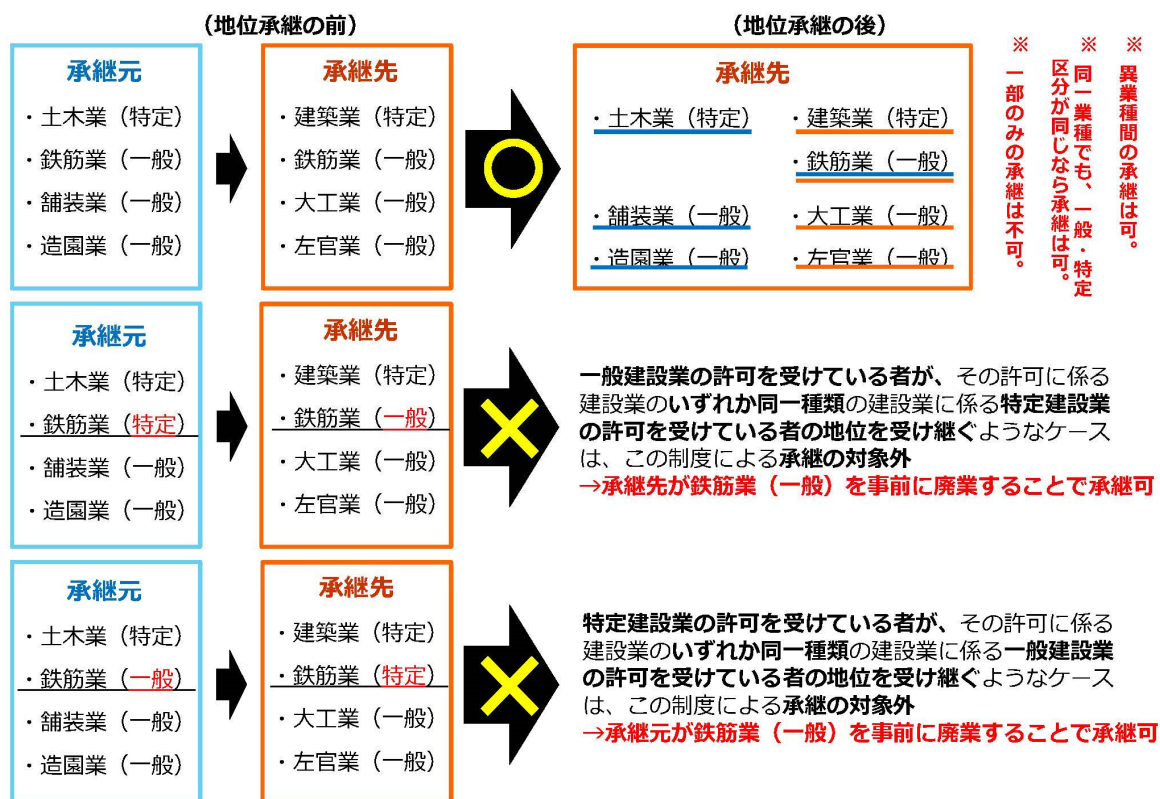 （地位承継の前）
（地位承継の後）
承継元
・土木業（特定）
・鉄筋業（一般）
・舗装業（一般）
・造園業（一般）
承継先
・建築業（特定）
・鉄筋業（一般）
・大工業（一般）
・左官業（一般）
承継先
・土木業（特定）
・建築業（特定）
・鉄筋業（一般）
・舗装業（一般）
・大工業（一般）
・造園業（一般）
・左官業（一般）
※ 異業種間の承継は可。
※ 同一業種でも、一般・特定
区分が同じなら承継は可。
※ 一部のみの承継は不可。
承継元
・土木業（特定）
・鉄筋業（特定）
・舗装業（一般）
・造園業（一般）
承継先
・建築業（特定）
・鉄筋業（一般）
・大工業（一般）
・左官業（一般）
一般建設業の許可を受けている者が、その許可に係る
建設業のいずれか同一種類の建設業に係る特定建設業
の許可を受けている者の地位を受け継ぐようなケース
は、この制度による承継の対象外
→承継先が鉄筋業（一般）を事前に廃業することで承継可
承継元
・土木業（特定）
・鉄筋業（一般）
・舗装業（一般）
・造園業（一般）
承継先
・建築業（特定）
・鉄筋業（特定）
・大工業（一般）
・左官業（一般）
特定建設業の許可を受けている者が、その許可に係る
建設業のいずれか同一種類の建設業に係る一般建設業
の許可を受けている者の地位を受け継ぐようなケース
は、この制度による承継の対象外
→承継元が鉄筋業（一般）を事前に廃業することで承継可